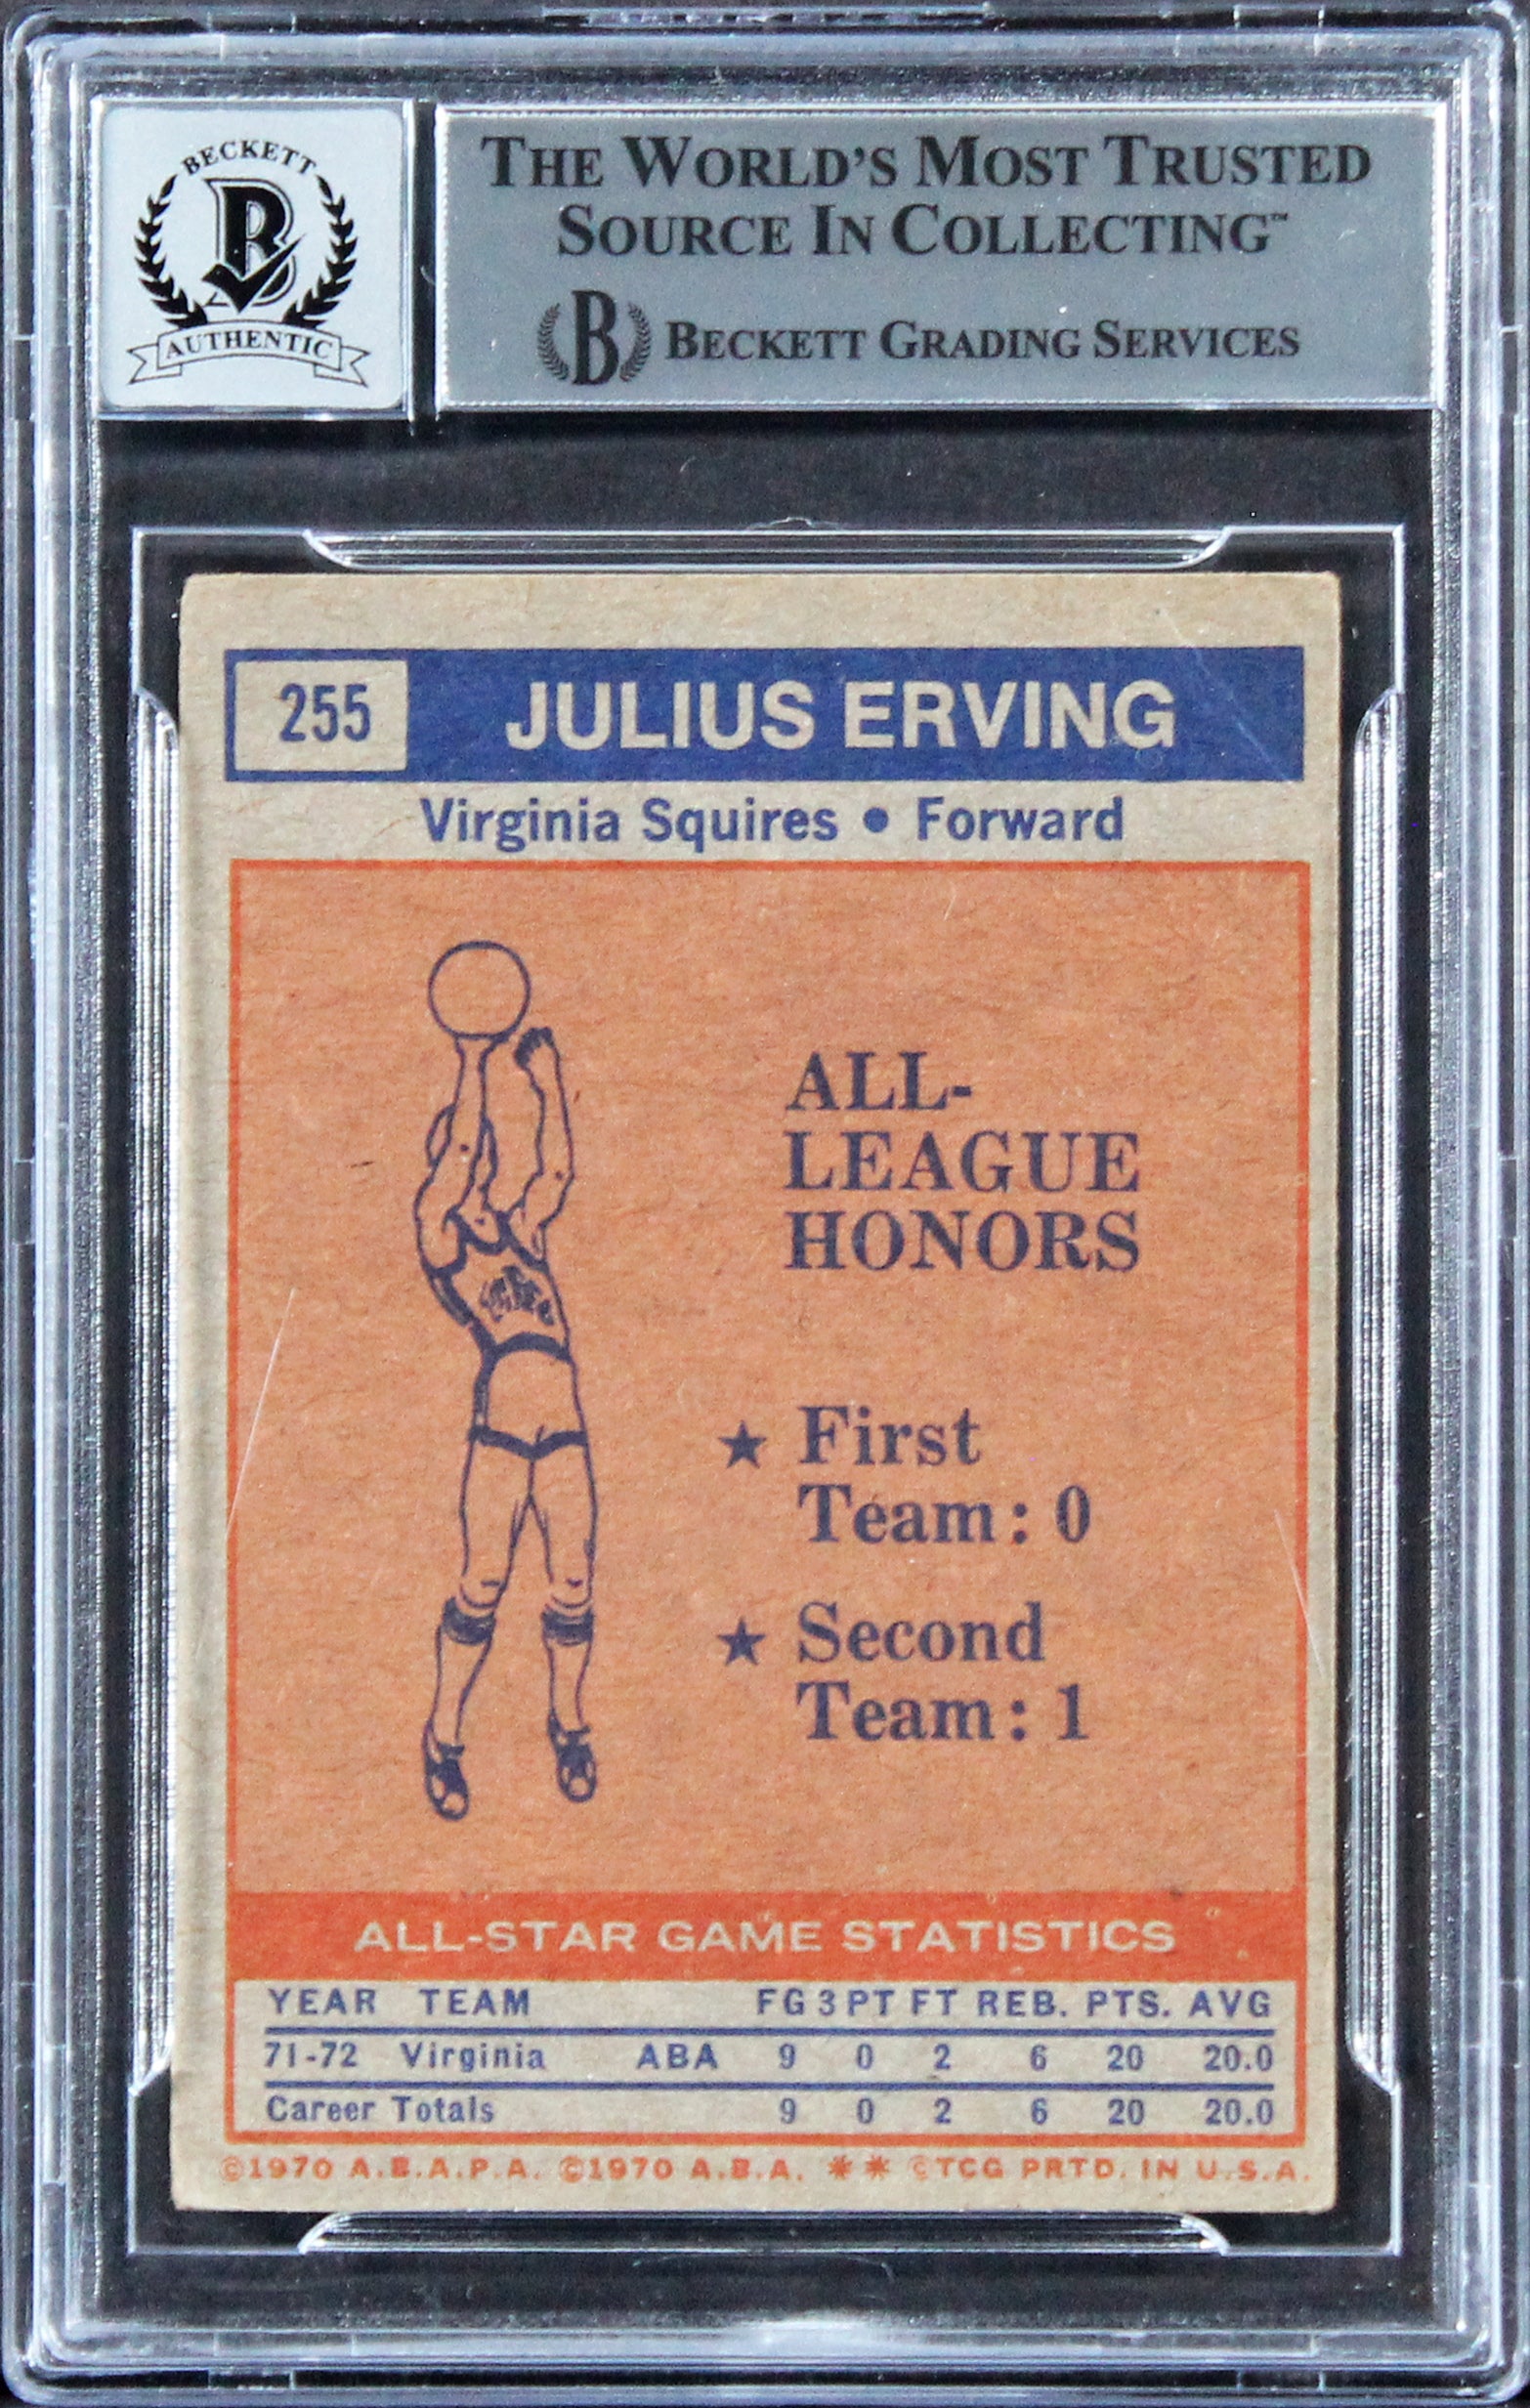 BECKETT
B
AUTHENTIC
THE WORLD'S MOST TRUSTED
SOURCE IN COLLECTING™
B BECKETT GRADING SERVICES
255 JULIUS ERVING
Virginia Squires • Forward
ALL-
LEAGUE
HONORS
★ First
Team: 0
★ Second
Team: 1
ALL-STAR GAME STATISTICS
YEAR TEAM FG 3 PT FT REB. PTS. AVG
71-72 Virginia ABA 9 0 2 6 20 20.0
Career Totals 9 0 2 6 20 20.0
©1970 A.B.A.P.A. ©1970 A.B.A. ** ©TCG PRTD. IN U.S.A.